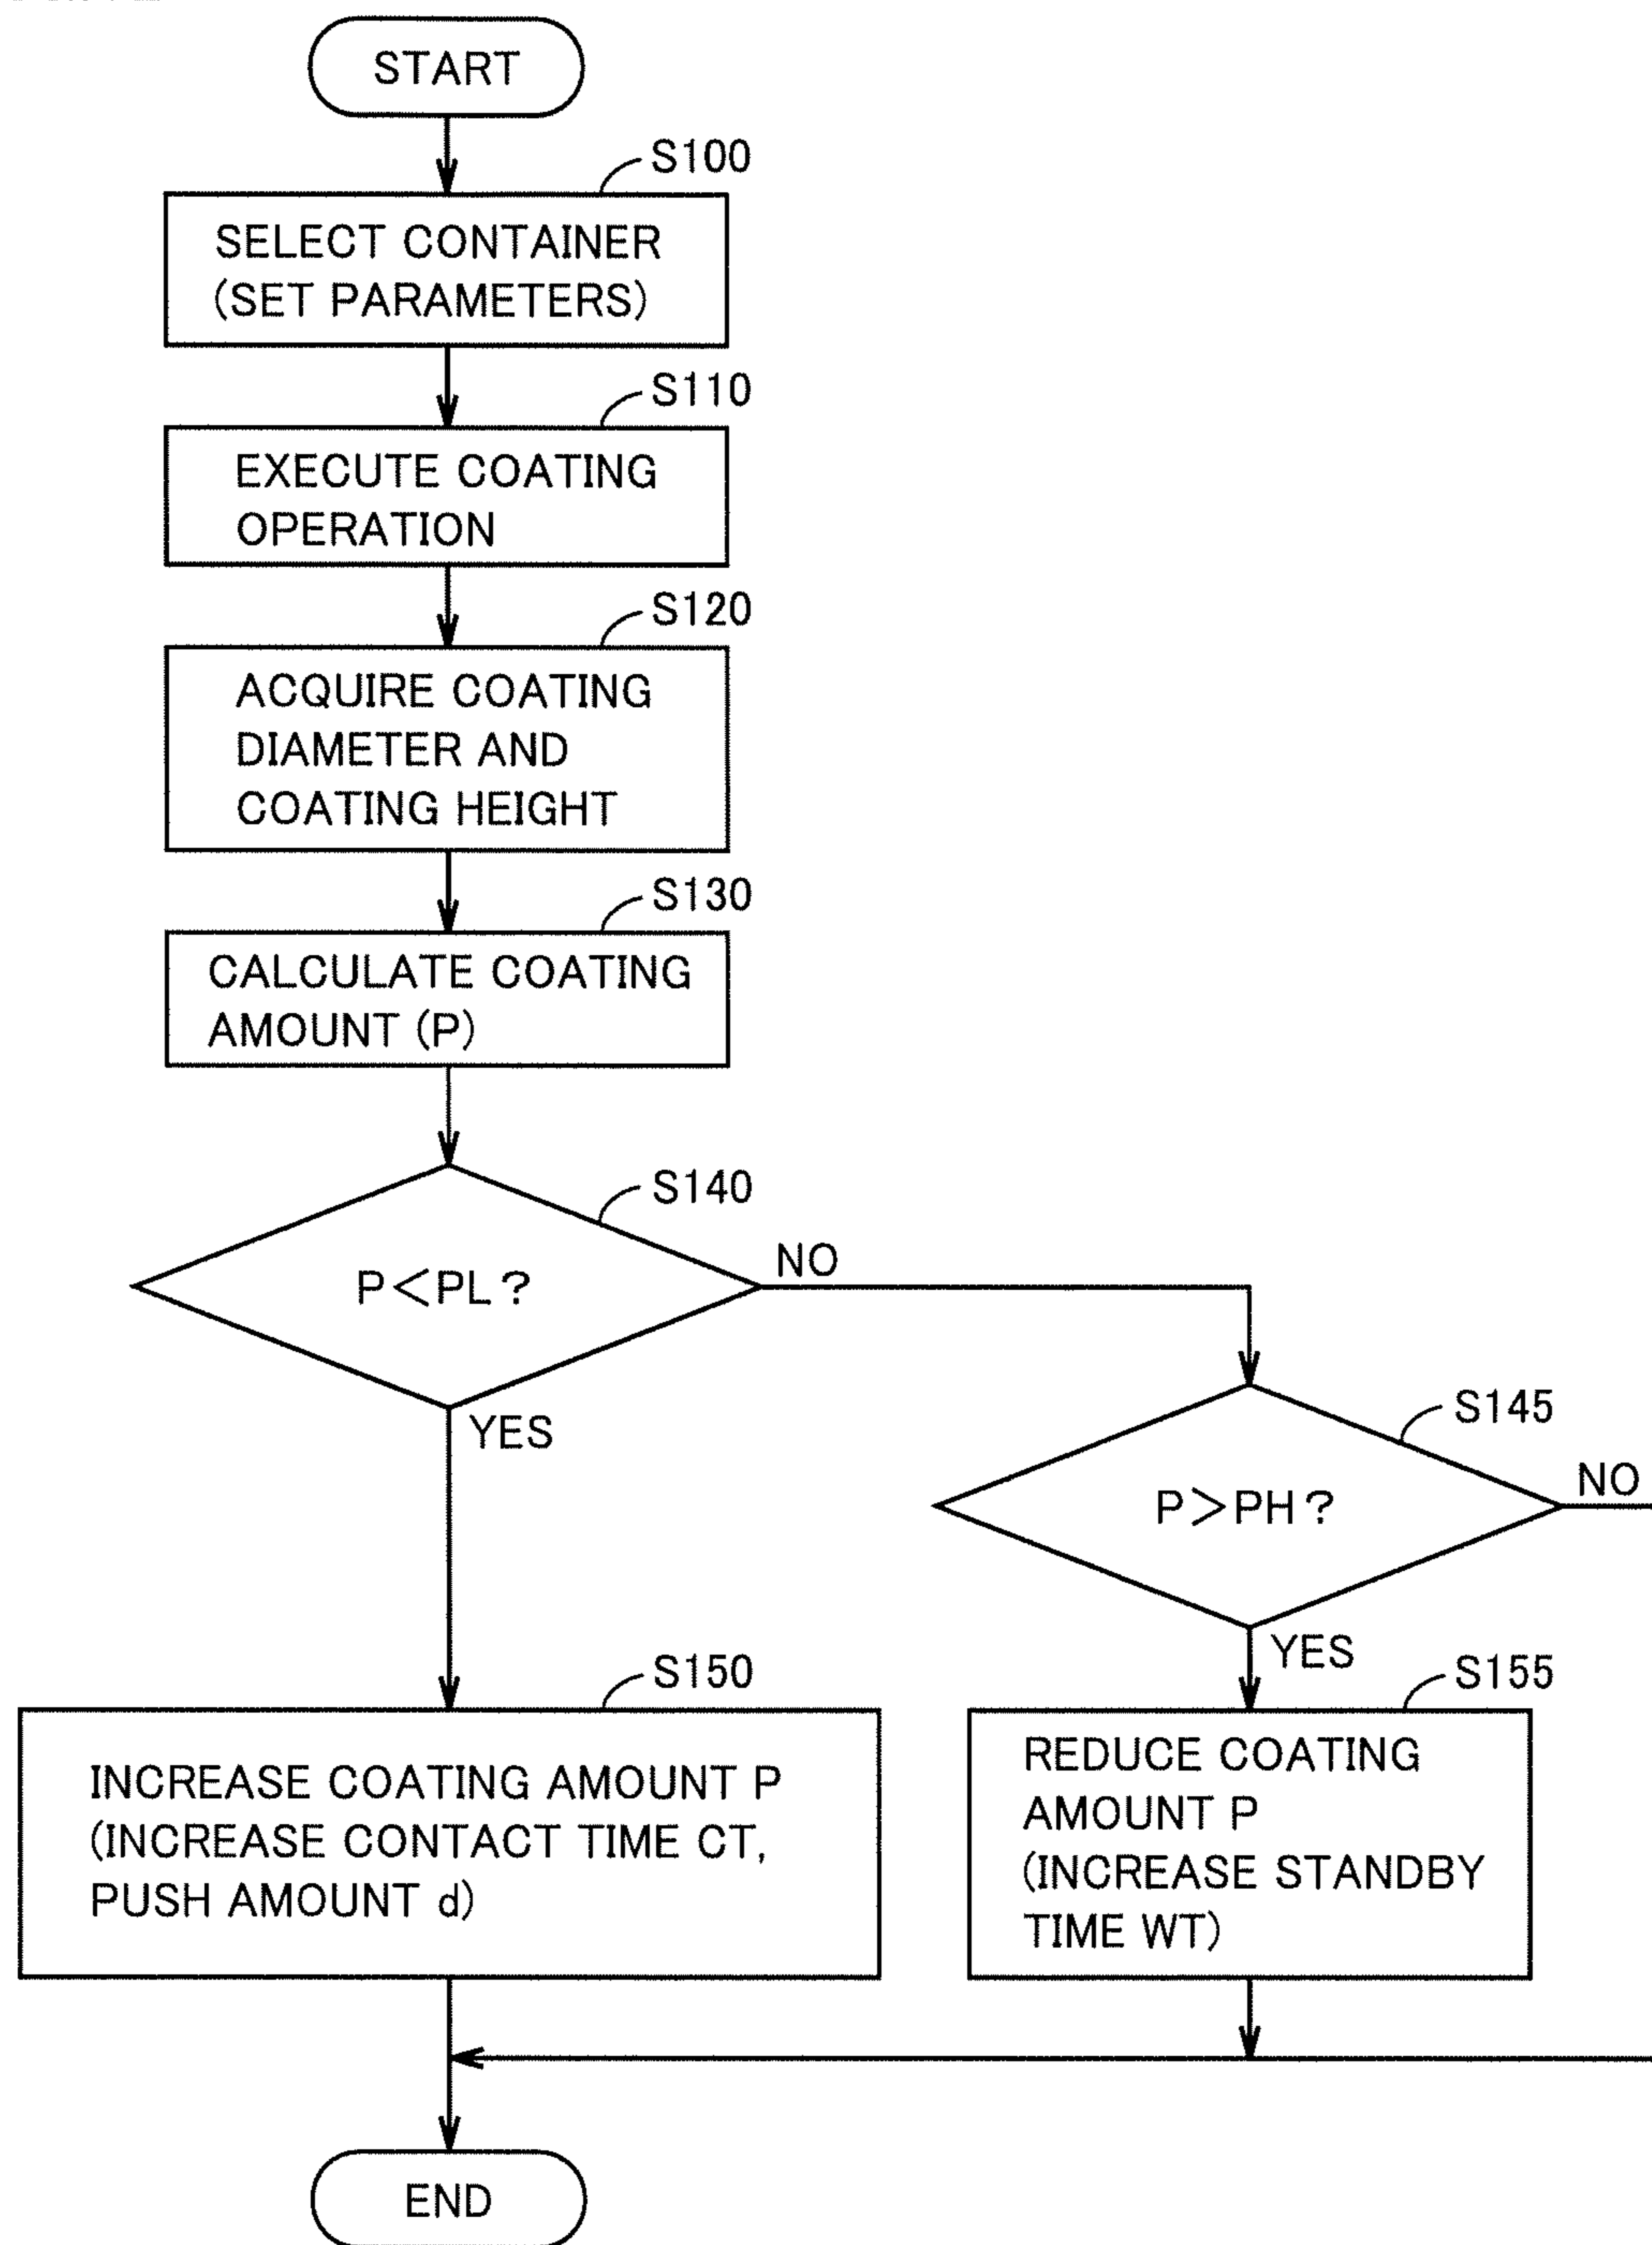 START
S100
SELECT CONTAINER
(SET PARAMETERS)
S110
EXECUTE COATING
OPERATION
S120
ACQUIRE COATING
DIAMETER AND
COATING HEIGHT
S130
CALCULATE COATING
AMOUNT (P)
S140
P<PL?
NO
YES
S145
P>PH?
NO
YES
S150
INCREASE COATING AMOUNT P
(INCREASE CONTACT TIME CT,
PUSH AMOUNT d)
S155
REDUCE COATING
AMOUNT P
(INCREASE STANDBY
TIME WT)
END